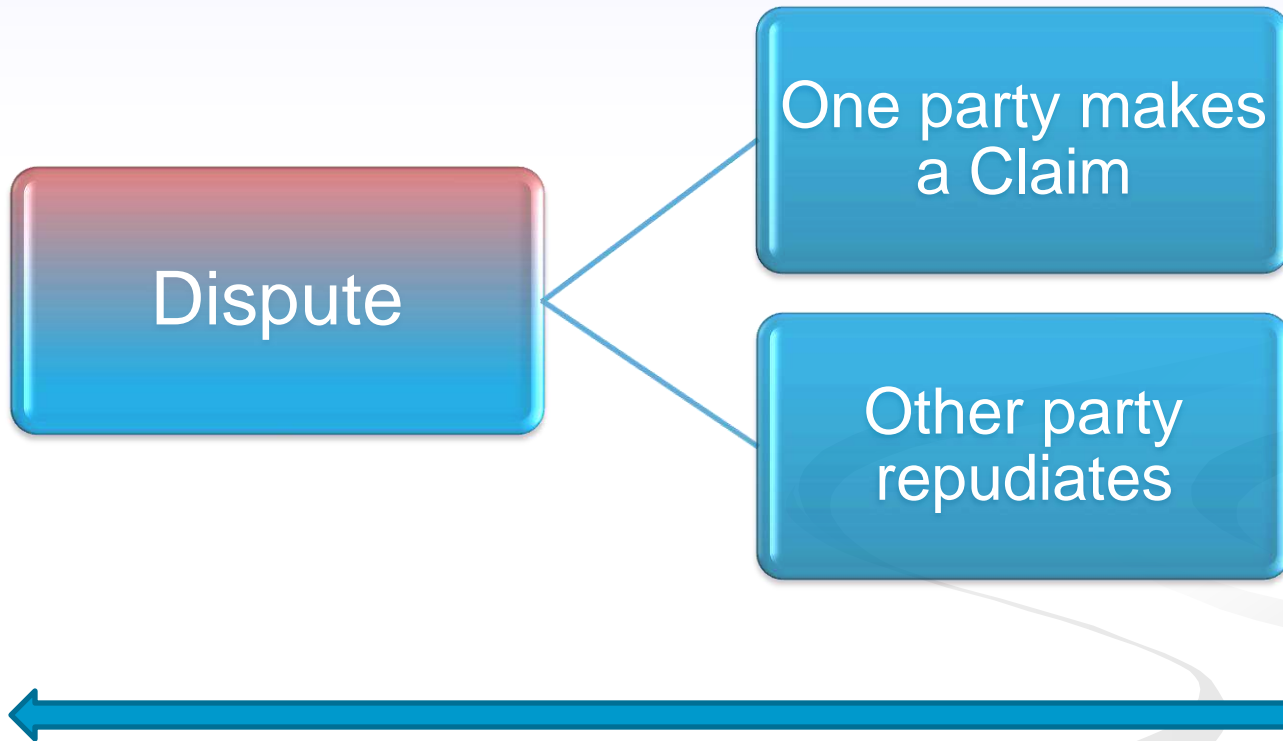 Dispute
One party makes
a Claim
Other party
repudiates